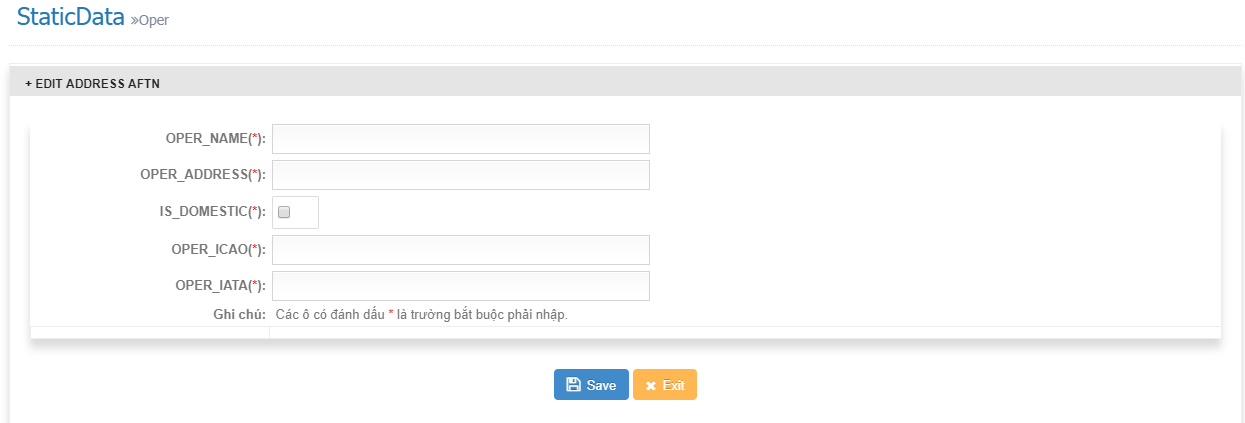 StaticData »Oper
+ EDIT ADDRESS AFTN
OPER_NAME(*):
OPER_ADDRESS(*):
IS_DOMESTIC(*):
OPER_ICAO(*):
OPER_IATA(*):
Ghi chú: Các ô có đánh dấu * là trường bắt buộc phải nhập.
Save Exit